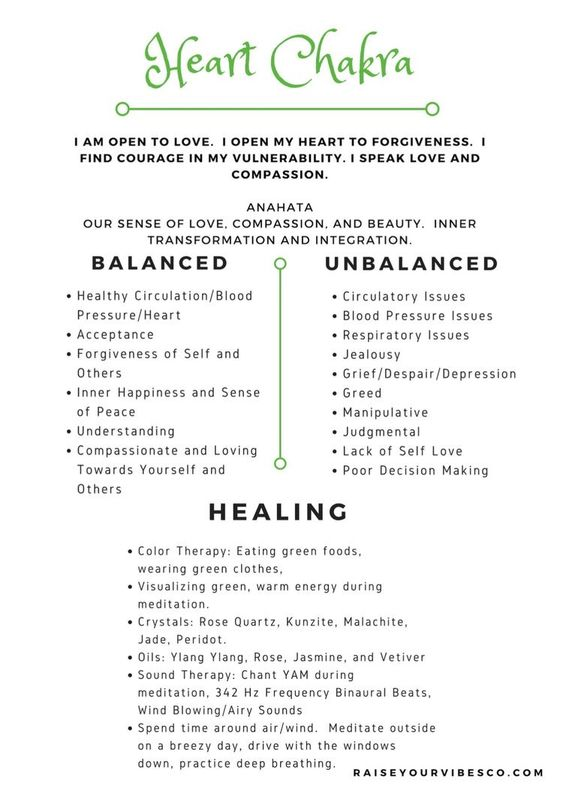 Heart Chakra
I AM OPEN TO LOVE. I OPEN MY HEART TO FORGIVENESS. I
FIND COURAGE IN MY VULNERABILITY. I SPEAK LOVE AND
COMPASSION.
ANAHATA
OUR SENSE OF LOVE, COMPASSION, AND BEAUTY. INNER
TRANSFORMATION AND INTEGRATION.
BALANCED
• Healthy Circulation/Blood
Pressure/Heart
• Acceptance
• Forgiveness of Self and
Others
• Inner Happiness and Sense
of Peace
• Understanding
• Compassionate and Loving
Towards Yourself and
Others
UNBALANCED
• Circulatory Issues
• Blood Pressure Issues
• Respiratory Issues
• Jealousy
• Grief/Despair/Depression
• Greed
• Manipulative
• Judgmental
• Lack of Self Love
• Poor Decision Making
HEALING
• Color Therapy: Eating green foods,
wearing green clothes,
• Visualizing green, warm energy during
meditation.
• Crystals: Rose Quartz, Kunzite, Malachite,
Jade, Peridot.
• Oils: Ylang Ylang, Rose, Jasmine, and Vetiver
• Sound Therapy: Chant YAM during
meditation, 342 Hz Frequency Binaural Beats,
Wind Blowing/Airy Sounds
• Spend time around air/wind. Meditate outside
on a breezy day, drive with the windows
down, practice deep breathing.
RAISEYOURVIBESCO.COM